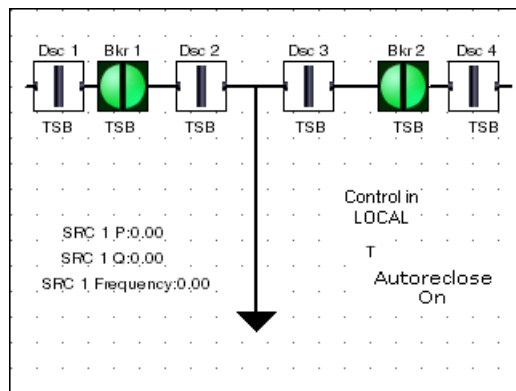 Dsc 1 Bkr 1 Dsc 2 Dsc 3 Bkr 2 Dsc 4
TSB TSB TSB TSB TSB TSB
Control in
LOCAL
SRC 1 P:0.00
SRC 1 Q:0.00
SRC 1 Frequency:0.00
T
Autoreclose
On